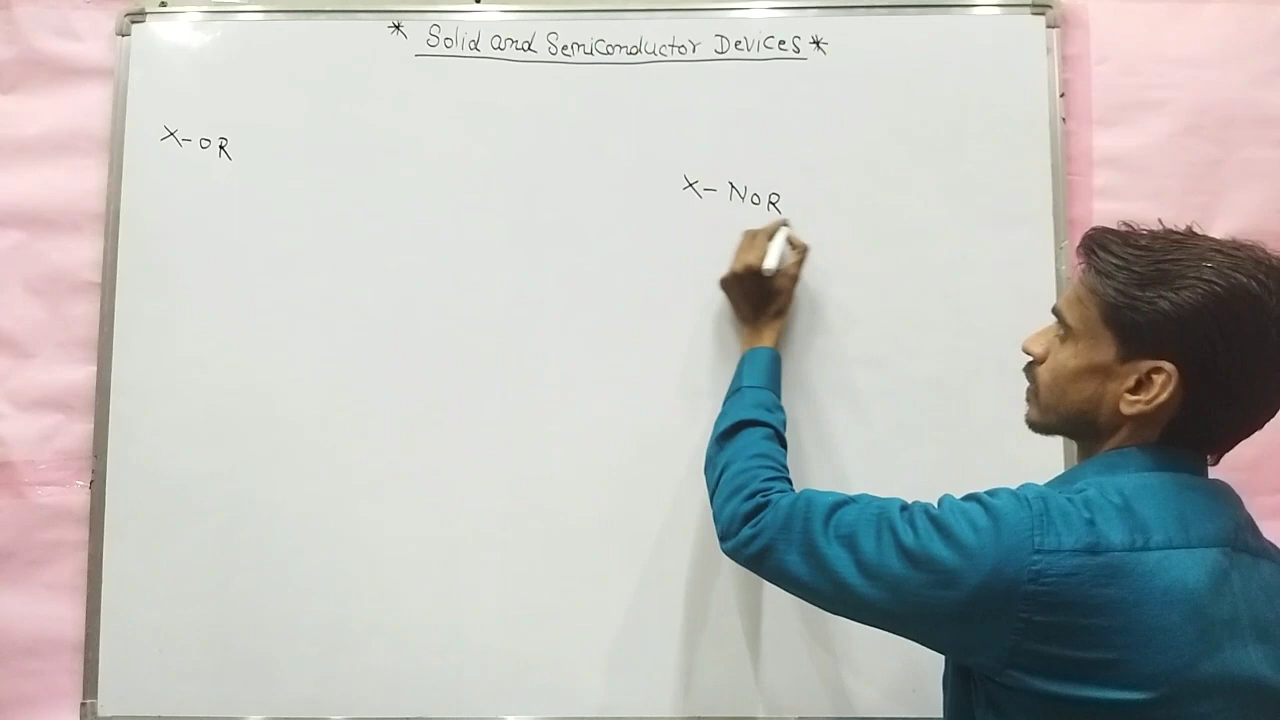 * Solid and Semiconductor Devices *
X-OR
X-NOR